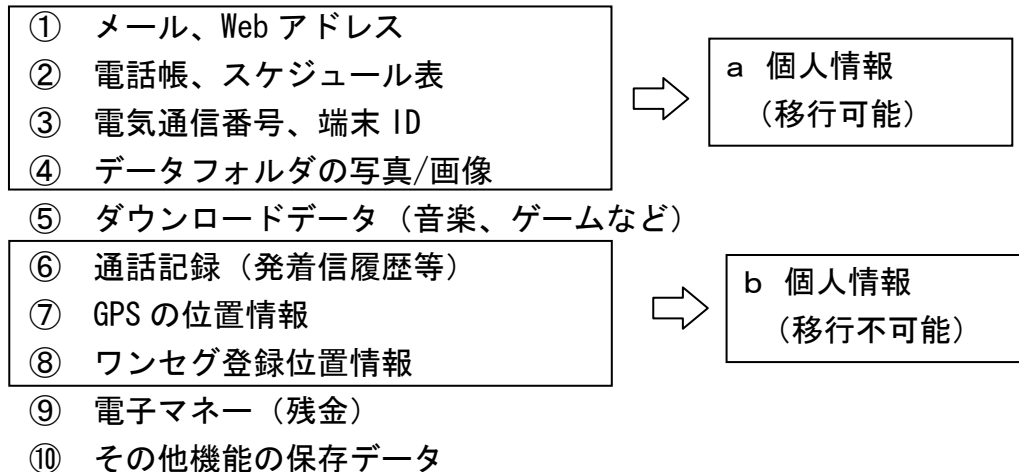 ① メール、Web アドレス
② 電話帳、スケジュール表
③ 電気通信番号、端末 ID
④ データフォルダの写真/画像
a 個人情報
（移行可能）
⑤ ダウンロードデータ（音楽、ゲームなど）
⑥ 通話記録（発着信履歴等）
⑦ GPS の位置情報
⑧ ワンセグ登録位置情報
b 個人情報
（移行不可能）
⑨ 電子マネー（残金）
⑩ その他機能の保存データ